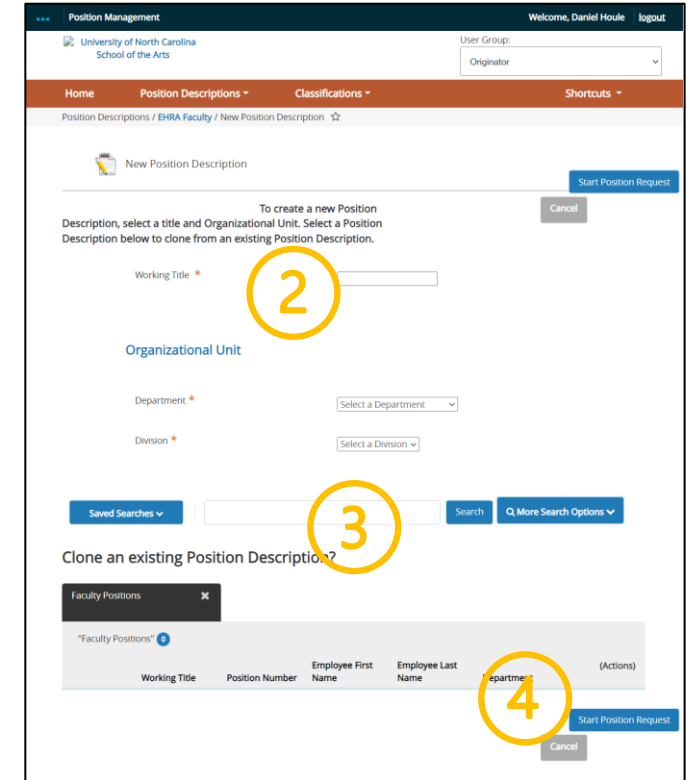 ••• Position Management Welcome, Daniel Houle logout
University of North Carolina
School of the Arts
User Group:
Originator
Home Position Descriptions Classifications Shortcuts
Position Descriptions / EHRA Faculty / New Position Description ☆
New Position Description
Start Position Request
To create a new Position
Cancel
Description, select a title and Organizational Unit. Select a Position
Description below to clone from an existing Position Description.
Working Title *
2
Organizational Unit
Department * Select a Department
Division * Select a Division
Saved Searches Search More Search Options
3
Clone an existing Position Description?
Faculty Positions ✖
"Faculty Positions" 0
Working Title Position Number Employee First Name Employee Last Name Department (Actions)
4
Start Position Request
Cancel